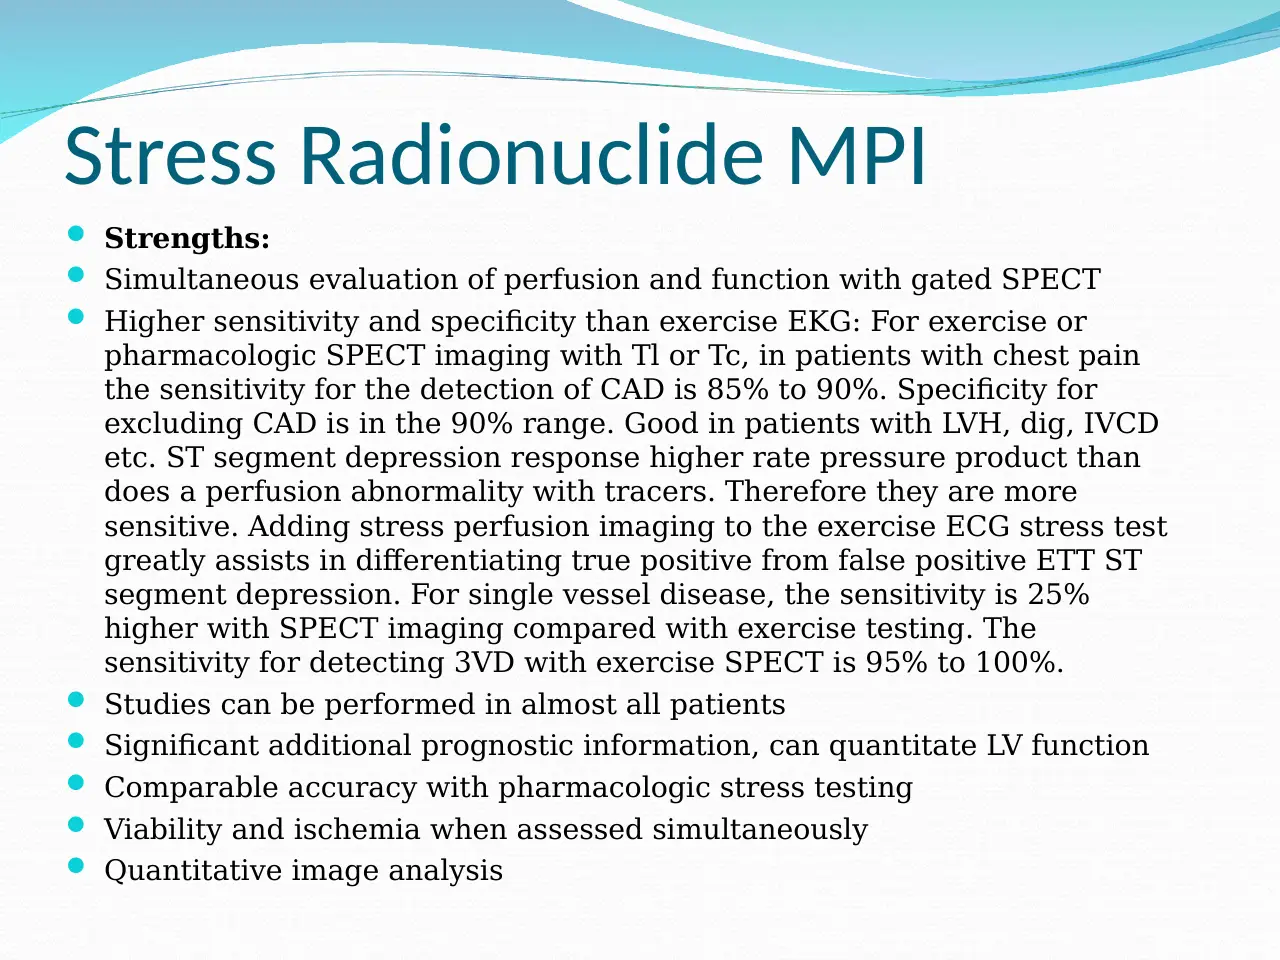 Stress Radionuclide MPI
Strengths:
Simultaneous evaluation of perfusion and function with gated SPECT
Higher sensitivity and specificity than exercise EKG: For exercise or
pharmacologic SPECT imaging with Tl or Tc, in patients with chest pain
the sensitivity for the detection of CAD is 85% to 90%. Specificity for
excluding CAD is in the 90% range. Good in patients with LVH, dig, IVCD
etc. ST segment depression response higher rate pressure product than
does a perfusion abnormality with tracers. Therefore they are more
sensitive. Adding stress perfusion imaging to the exercise ECG stress test
greatly assists in differentiating true positive from false positive ETT ST
segment depression. For single vessel disease, the sensitivity is 25%
higher with SPECT imaging compared with exercise testing. The
sensitivity for detecting 3VD with exercise SPECT is 95% to 100%.
Studies can be performed in almost all patients
Significant additional prognostic information, can quantitate LV function
Comparable accuracy with pharmacologic stress testing
Viability and ischemia when assessed simultaneously
Quantitative image analysis